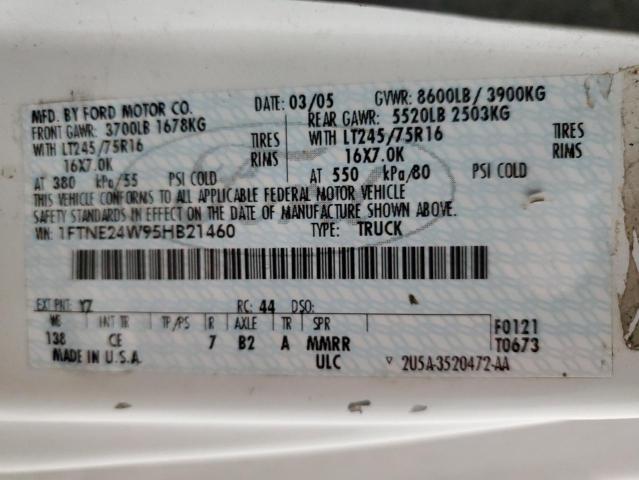 MFD. BY FORD MOTOR CO. DATE: 03/05 GVWR: 8600LB / 3900KG
FRONT GAWR: 3700LB 1678KG REAR GAWR: 5520LB 2503KG
WITH LT245/75R16 TIRES WITH LT245/75R16 TIRES
16X7.0K RIMS 16X7.0K RIMS
AT 380 kPa/55 PSI COLD AT 550 kPa/80 PSI COLD
THIS VEHICLE CONFORMS TO ALL APPLICABLE FEDERAL MOTOR VEHICLE
SAFETY STANDARDS IN EFFECT ON THE DATE OF MANUFACTURE SHOWN ABOVE.
VIN: 1FTNE24W95HB21460 TYPE: TRUCK
EXT PNT: YZ RC: 44 DSO:
WB INT TR TP/PS R AXLE TR SPR F0121
138 CE 7 B2 A MMRR T0673
MADE IN U.S.A. ULC 2U5A-3520472-AA